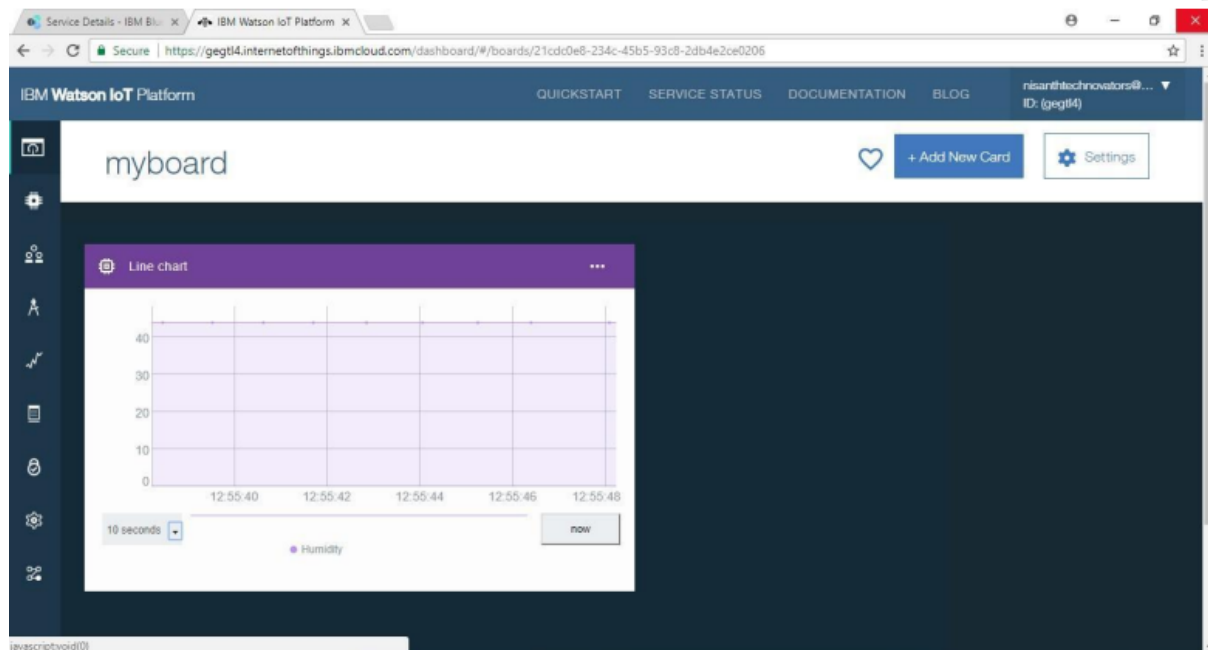 Service Details - IBM Blu
IBM Watson IoT Platform
Secure | https://gegtl4.internetofthings.ibmcloud.com/dashboard/#/boards/21cdc0e8-234c-45b5-93c8-2db4e2ce0206
IBM Watson IoT Platform
QUICKSTART SERVICE STATUS DOCUMENTATION BLOG
nisanthtechnovators@... ▼
ID: (gegtl4)
myboard
+ Add New Card
Settings
Line chart
...
40
30
20
10
0
12:55:40 12:55:42 12:55:44 12:55:46 12:55:48
10 seconds
now
Humidity
javascript:void(0)